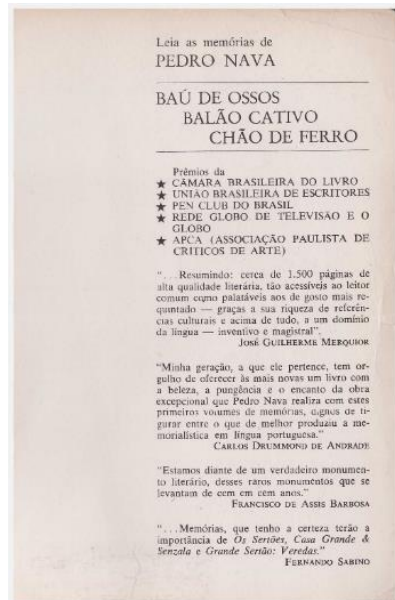 Leia as memórias de
PEDRO NAVA
BAÚ DE OSSOS
BALÃO CATIVO
CHÃO DE FERRO
Prêmios da
★ CÂMARA BRASILEIRA DO LIVRO
★ UNIÃO BRASILEIRA DE ESCRITORES
★ PEN CLUB DO BRASIL
★ REDE GLOBO DE TELEVISÃO E O
GLOBO
★ APCA (ASSOCIAÇÃO PAULISTA DE
CRÍTICOS DE ARTE)
"...Resumindo: cerca de 1.500 páginas de
alta qualidade literária, tão acessíveis ao leitor
comum como palatáveis aos de gosto mais re-
quntado — graças a sua riqueza de referên-
cias culturais e acima de tudo, a um domínio
da língua — inventivo e magistral".
JOSÉ GUILHERME MERQUIOR
"Minha geração, a que ele pertence, tem or-
gulho de oferecer às mais novas um livro com
a beleza, a pungência e o encanto da obra
excepcional que Pedro Nava realiza com estes
primeiros volumes de memórias, dignos de fi-
gurar entre o que de melhor produziu a me-
morialística em língua portuguesa."
CARLOS DRUMMOND DE ANDRADE
"Estamos diante de um verdadeiro monumen-
to literário, desses raros monumentos que se
levantam de cem em cem anos."
FRANCISCO DE ASSIS BARBOSA
"...Memórias, que tenho a certeza terão a
importância de Os Sertões, Casa Grande &
Senzala e Grande Sertão: Veredas."
FERNANDO SABINO